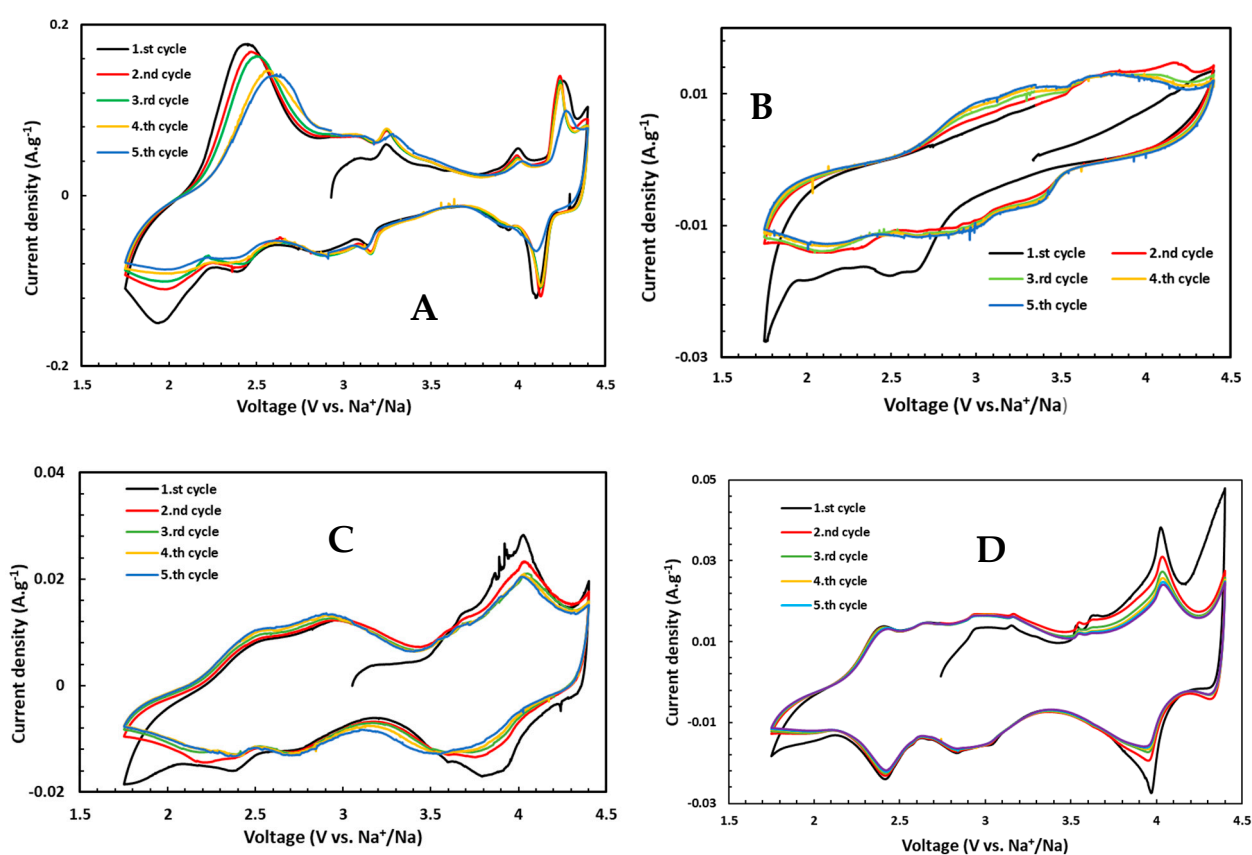 0.2
1.st cycle
2.nd cycle
3.rd cycle
4.th cycle
5.th cycle
0
-0.2
1.5 2 2.5 3 3.5 4 4.5
Current density (A.g⁻¹)
Voltage (V vs. Na⁺/Na)
A
B
0.01
-0.01
-0.03
1.5 2 2.5 3 3.5 4 4.5
1.st cycle 2.nd cycle
3.rd cycle 4.th cycle
5.th cycle
Current density (A.g⁻¹)
Voltage (V vs.Na⁺/Na)
0.04
1.st cycle
2.nd cycle
3.rd cycle
4.th cycle
5.th cycle
C
0.02
0
-0.02
1.5 2 2.5 3 3.5 4 4.5
Current density (A.g⁻¹)
Voltage (V vs. Na⁺/Na)
0.05
1.st cycle
2.nd cycle
3.rd cycle
4.th cycle
5.th cycle
D
0.03
0.01
-0.01
-0.03
1.5 2 2.5 3 3.5 4 4.5
Current density (A.g⁻¹)
Voltage (V vs. Na⁺/Na)